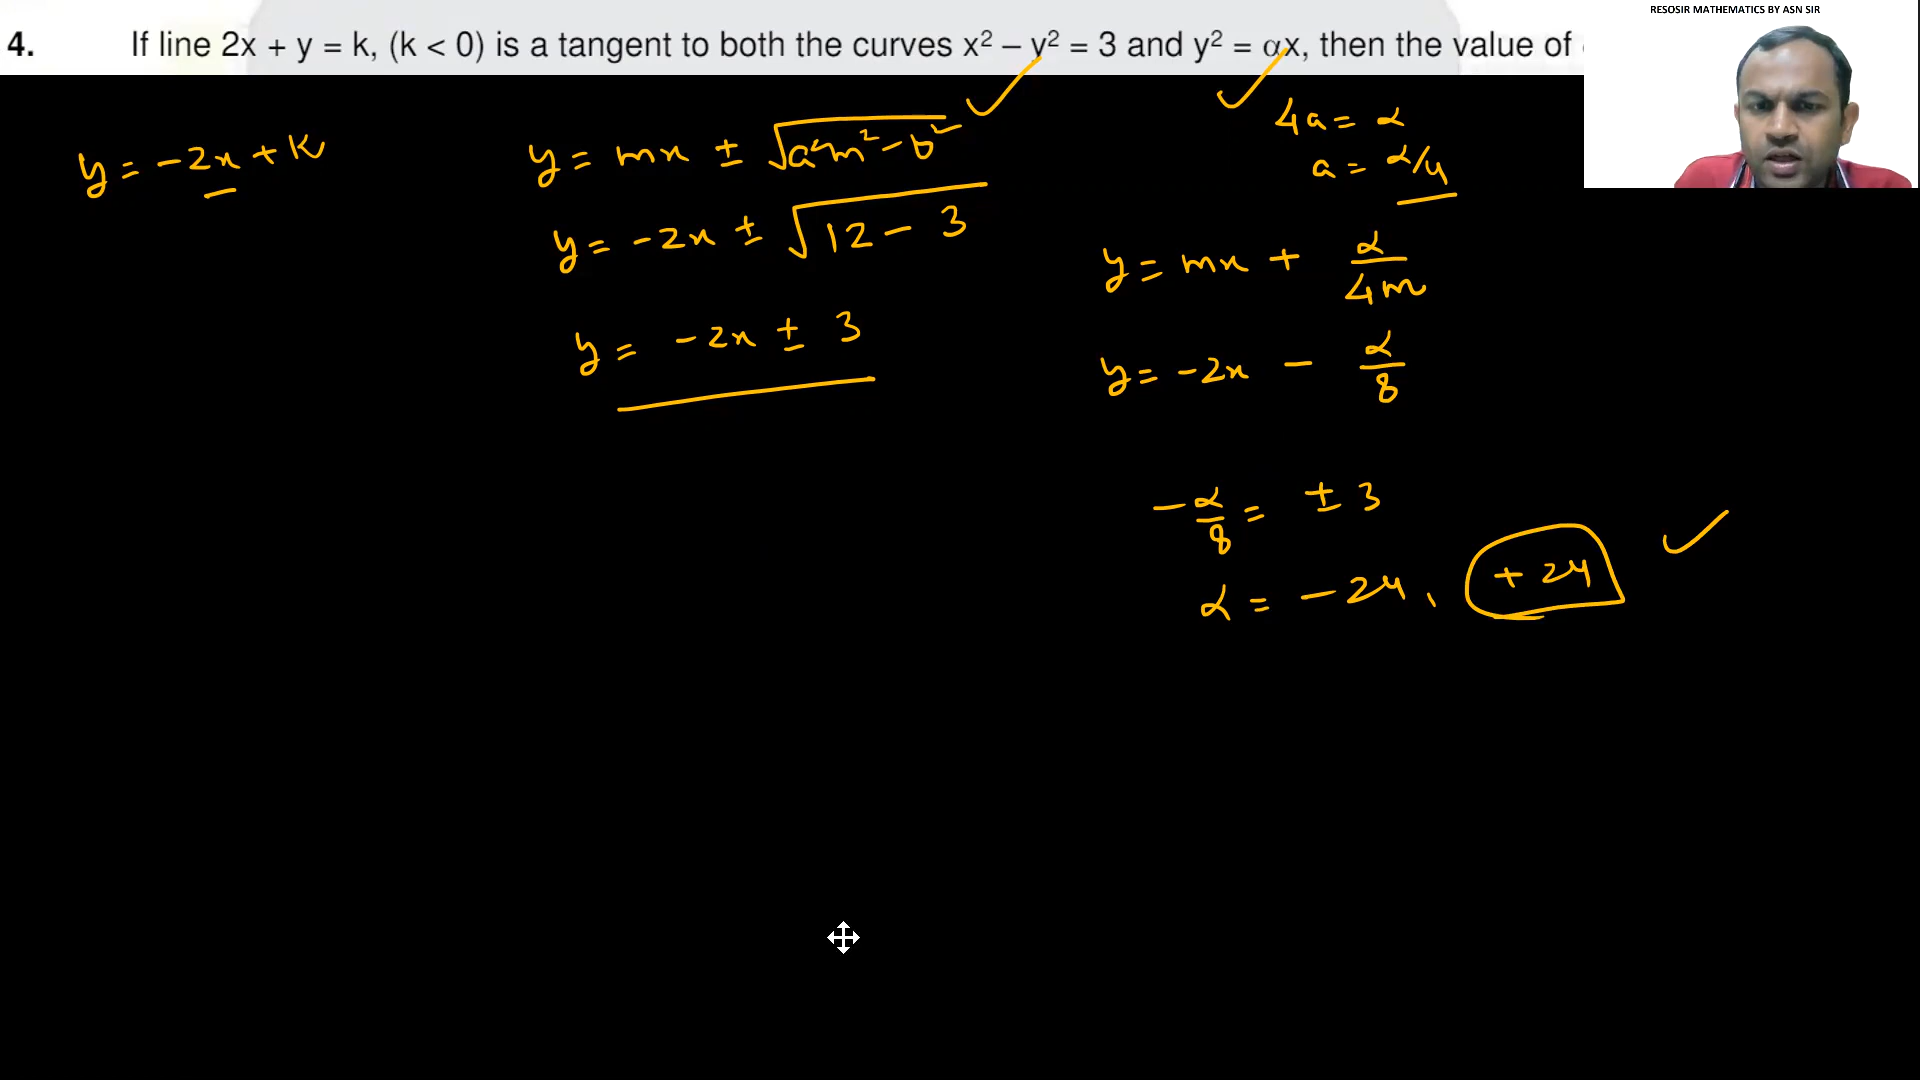 RESOSIR MATHEMATICS BY ASN SIR
4. If line 2x + y = k, (k < 0) is a tangent to both the curves x² – y² = 3 and y² = αx, then the value of
y = -2x + k
y = mx ± √(a²m² - b²)
y = -2x ± √(12 - 3)
y = -2x ± 3
4a = α
a = α/4
y = mx + α/4m
y = -2x - α/8
-α/8 = ± 3
α = -24, +24